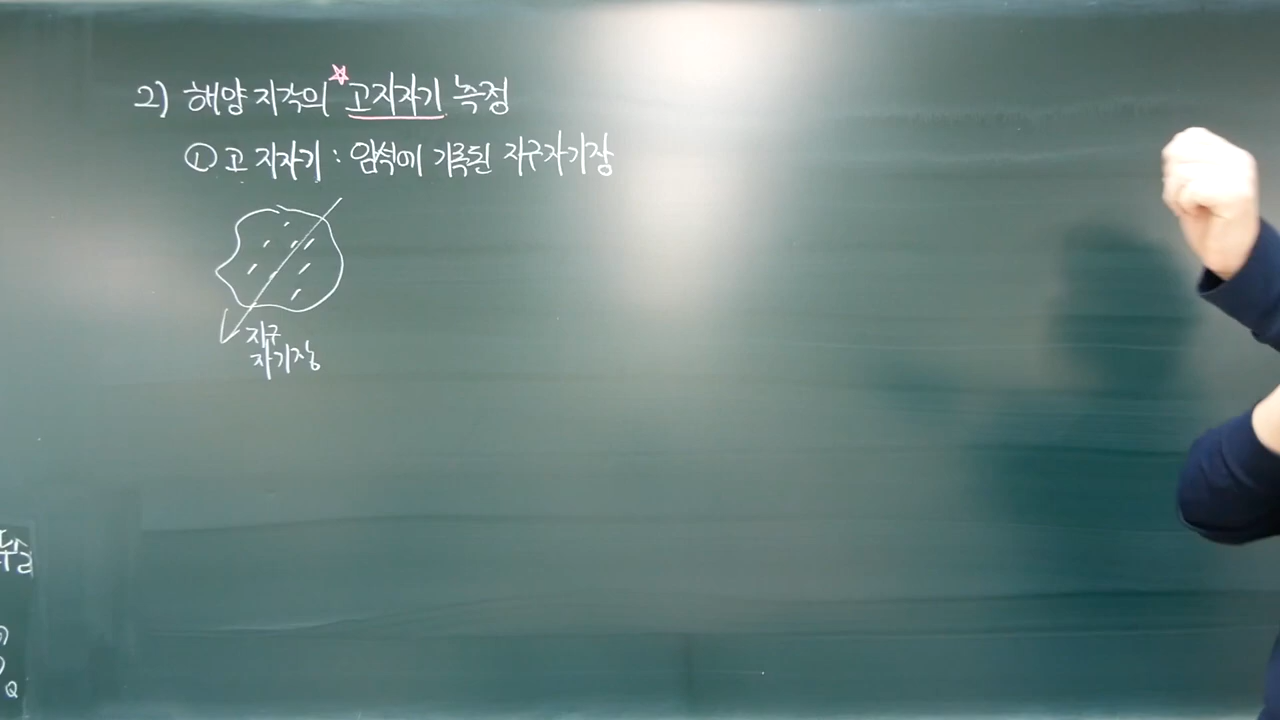 2) 해양 지각의 ☆고지자기 측정
① 고 지자기 : 암석에 기록된 지구자기장
지구
자기장
Q